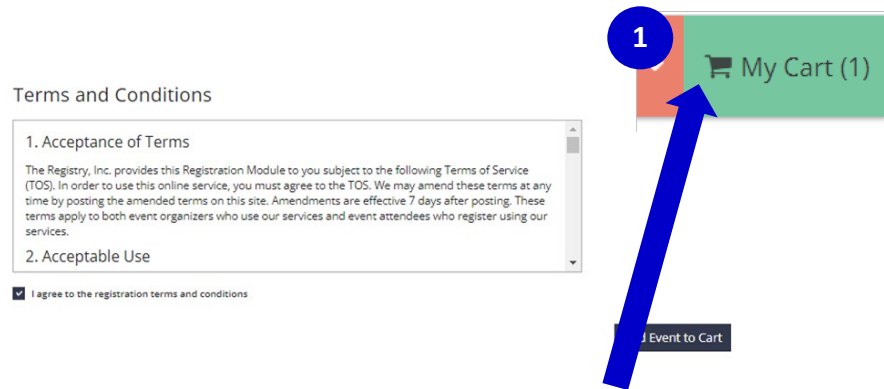 1
My Cart (1)
Terms and Conditions
1. Acceptance of Terms
The Registry, Inc. provides this Registration Module to you subject to the following Terms of Service
(TOS). In order to use this online service, you must agree to the TOS. We may amend these terms at any
time by posting the amended terms on this site. Amendments are effective 7 days after posting. These
terms apply to both event organizers who use our services and event attendees who register using our
services.
2. Acceptable Use
I agree to the registration terms and conditions
Event to Cart